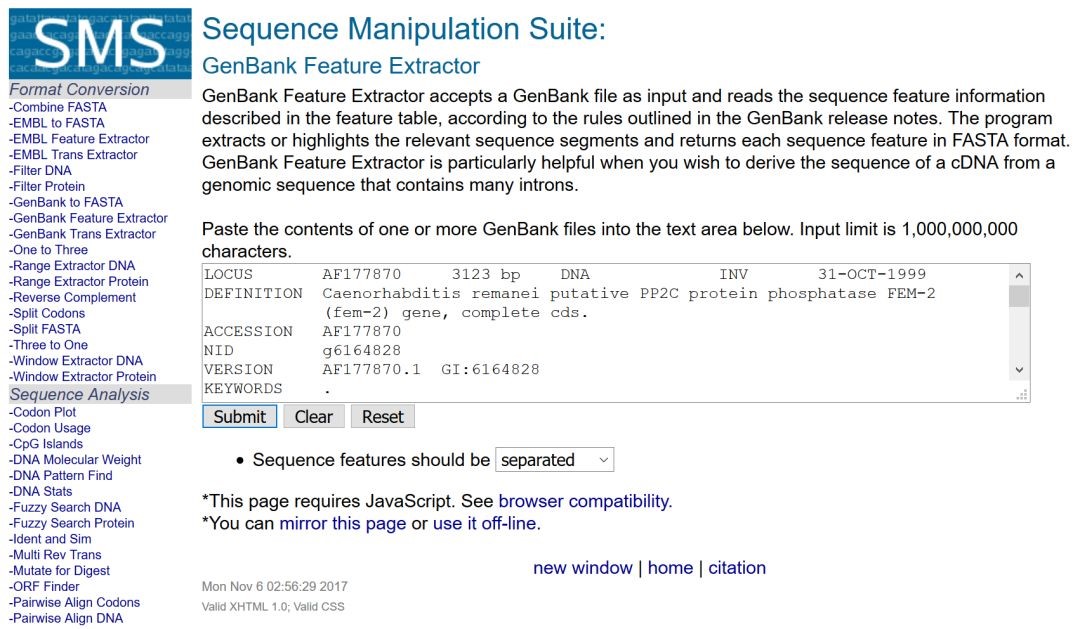 SMS
Format Conversion
-Combine FASTA
-EMBL to FASTA
-EMBL Feature Extractor
-EMBL Trans Extractor
-Filter DNA
-Filter Protein
-GenBank to FASTA
-GenBank Feature Extractor
-GenBank Trans Extractor
-One to Three
-Range Extractor DNA
-Range Extractor Protein
-Reverse Complement
-Split Codons
-Split FASTA
-Three to One
-Window Extractor DNA
-Window Extractor Protein
Sequence Analysis
-Codon Plot
-Codon Usage
-CpG Islands
-DNA Molecular Weight
-DNA Pattern Find
-DNA Stats
-Fuzzy Search DNA
-Fuzzy Search Protein
-Ident and Sim
-Multi Rev Trans
-Mutate for Digest
-ORF Finder
-Pairwise Align Codons
-Pairwise Align DNA
Sequence Manipulation Suite:
GenBank Feature Extractor
GenBank Feature Extractor accepts a GenBank file as input and reads the sequence feature information
described in the feature table, according to the rules outlined in the GenBank release notes. The program
extracts or highlights the relevant sequence segments and returns each sequence feature in FASTA format.
GenBank Feature Extractor is particularly helpful when you wish to derive the sequence of a cDNA from a
genomic sequence that contains many introns.
Paste the contents of one or more GenBank files into the text area below. Input limit is 1,000,000,000
characters.
LOCUS AF177870 3123 bp DNA INV 31-OCT-1999
DEFINITION Caenorhabditis remanei putative PP2C protein phosphatase FEM-2
(fem-2) gene, complete cds.
ACCESSION AF177870
NID g6164828
VERSION AF177870.1 GI:6164828
KEYWORDS .
Submit Clear Reset
• Sequence features should be separated
*This page requires JavaScript. See browser compatibility.
*You can mirror this page or use it off-line.
new window | home | citation
Mon Nov 6 02:56:29 2017
Valid XHTML 1.0; Valid CSS